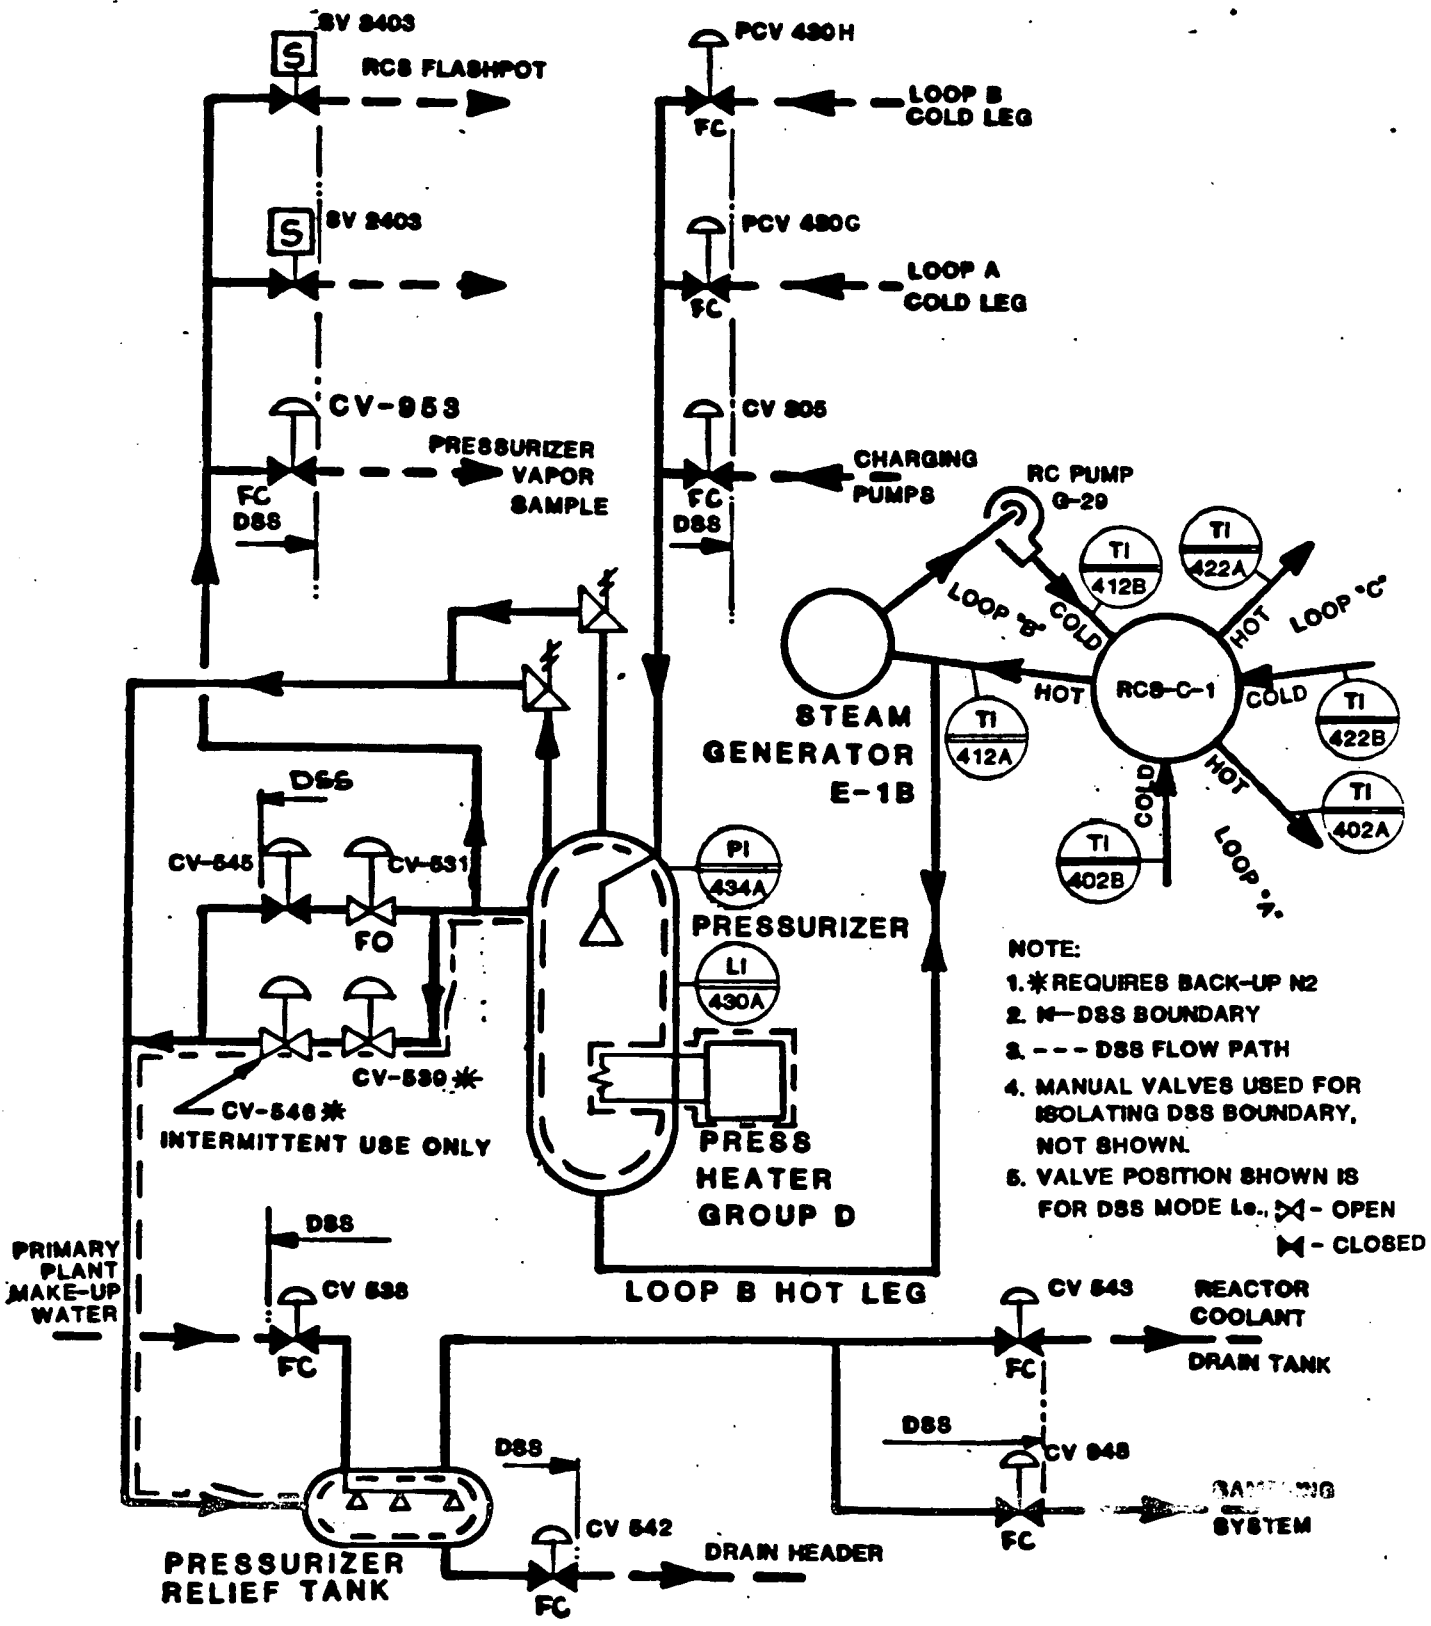 SV 3403
S
RCS FLASHPOT
PCV 430H
FC
LOOP B
COLD LEG
SV 2403
S
PCV 430C
FC
LOOP A
COLD LEG
CV-953
PRESSURIZER
VAPOR
SAMPLE
FC
DSS
CV 305
FC
DSS
CHARGING
PUMPS
RC PUMP
G-29
TI
412B
TI
422A
LOOP "B"
COLD
HOT
LOOP "C"
RCS-C-1
HOT
COLD
TI
412A
TI
422B
STEAM
GENERATOR
E-1B
COLD
HOT
TI
402A
TI
402B
LOOP
DSS
CV-545
CV-531
FO
PI
434A
PRESSURIZER
LI
430A
CV-530*
CV-546*
INTERMITTENT USE ONLY
PRESS
HEATER
GROUP D
NOTE:
1. * REQUIRES BACK-UP N2
2. DSS BOUNDARY
3. --- DSS FLOW PATH
4. MANUAL VALVES USED FOR
ISOLATING DSS BOUNDARY,
NOT SHOWN.
5. VALVE POSITION SHOWN IS
FOR DSS MODE i.e., - OPEN
- CLOSED
LOOP B HOT LEG
PRIMARY
PLANT
MAKE-UP
WATER
DSS
CV 538
FC
CV 543
FC
REACTOR
COOLANT
DRAIN TANK
DSS
CV 948
FC
SYSTEM
DSS
CV 542
FC
DRAIN HEADER
PRESSURIZER
RELIEF TANK